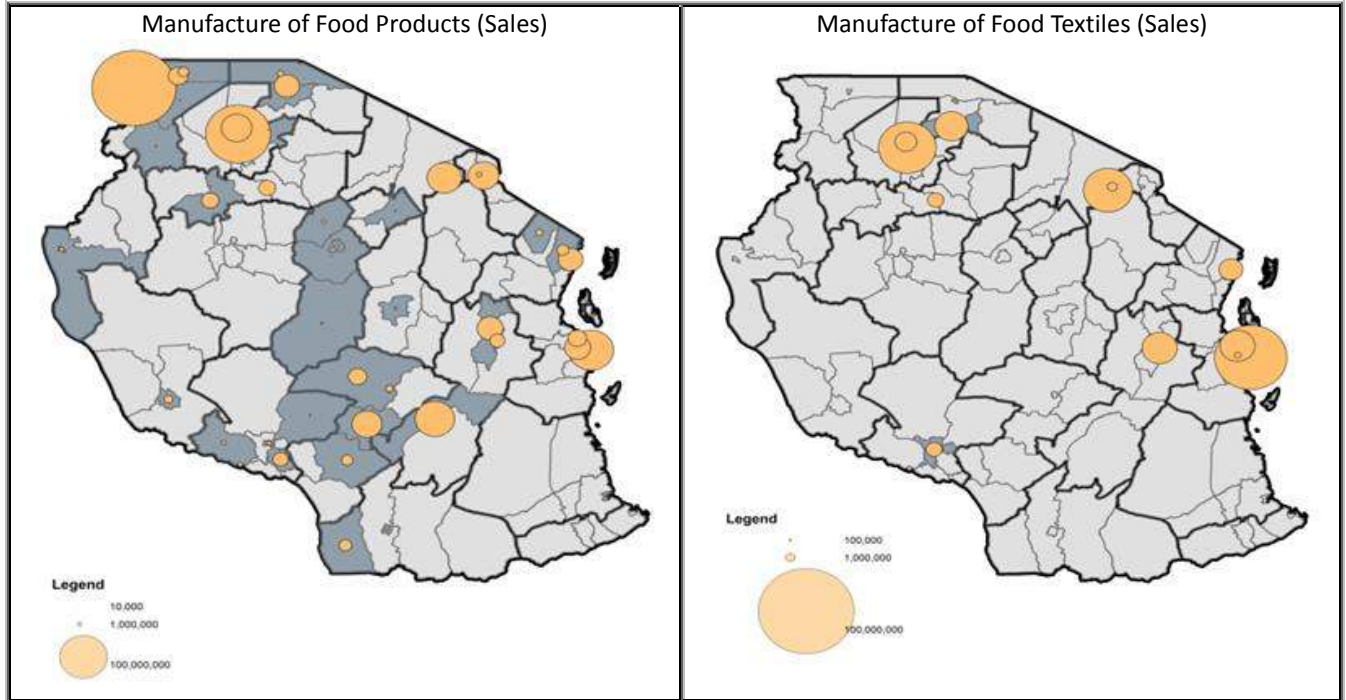 Manufacture of Food Products (Sales)
Manufacture of Food Textiles (Sales)
Legend
10,000
1,000,000
100,000,000
Legend
100,000
1,000,000
100,000,000